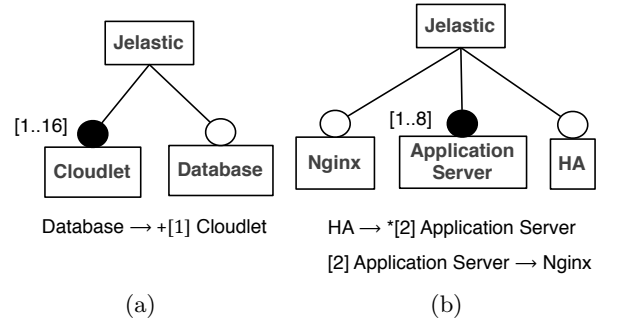 Jelastic
[1..16]
Cloudlet
Database
Database → +[1] Cloudlet
(a)
Jelastic
[1..8]
Nginx
Application
Server
HA
HA → *[2] Application Server
[2] Application Server → Nginx
(b)